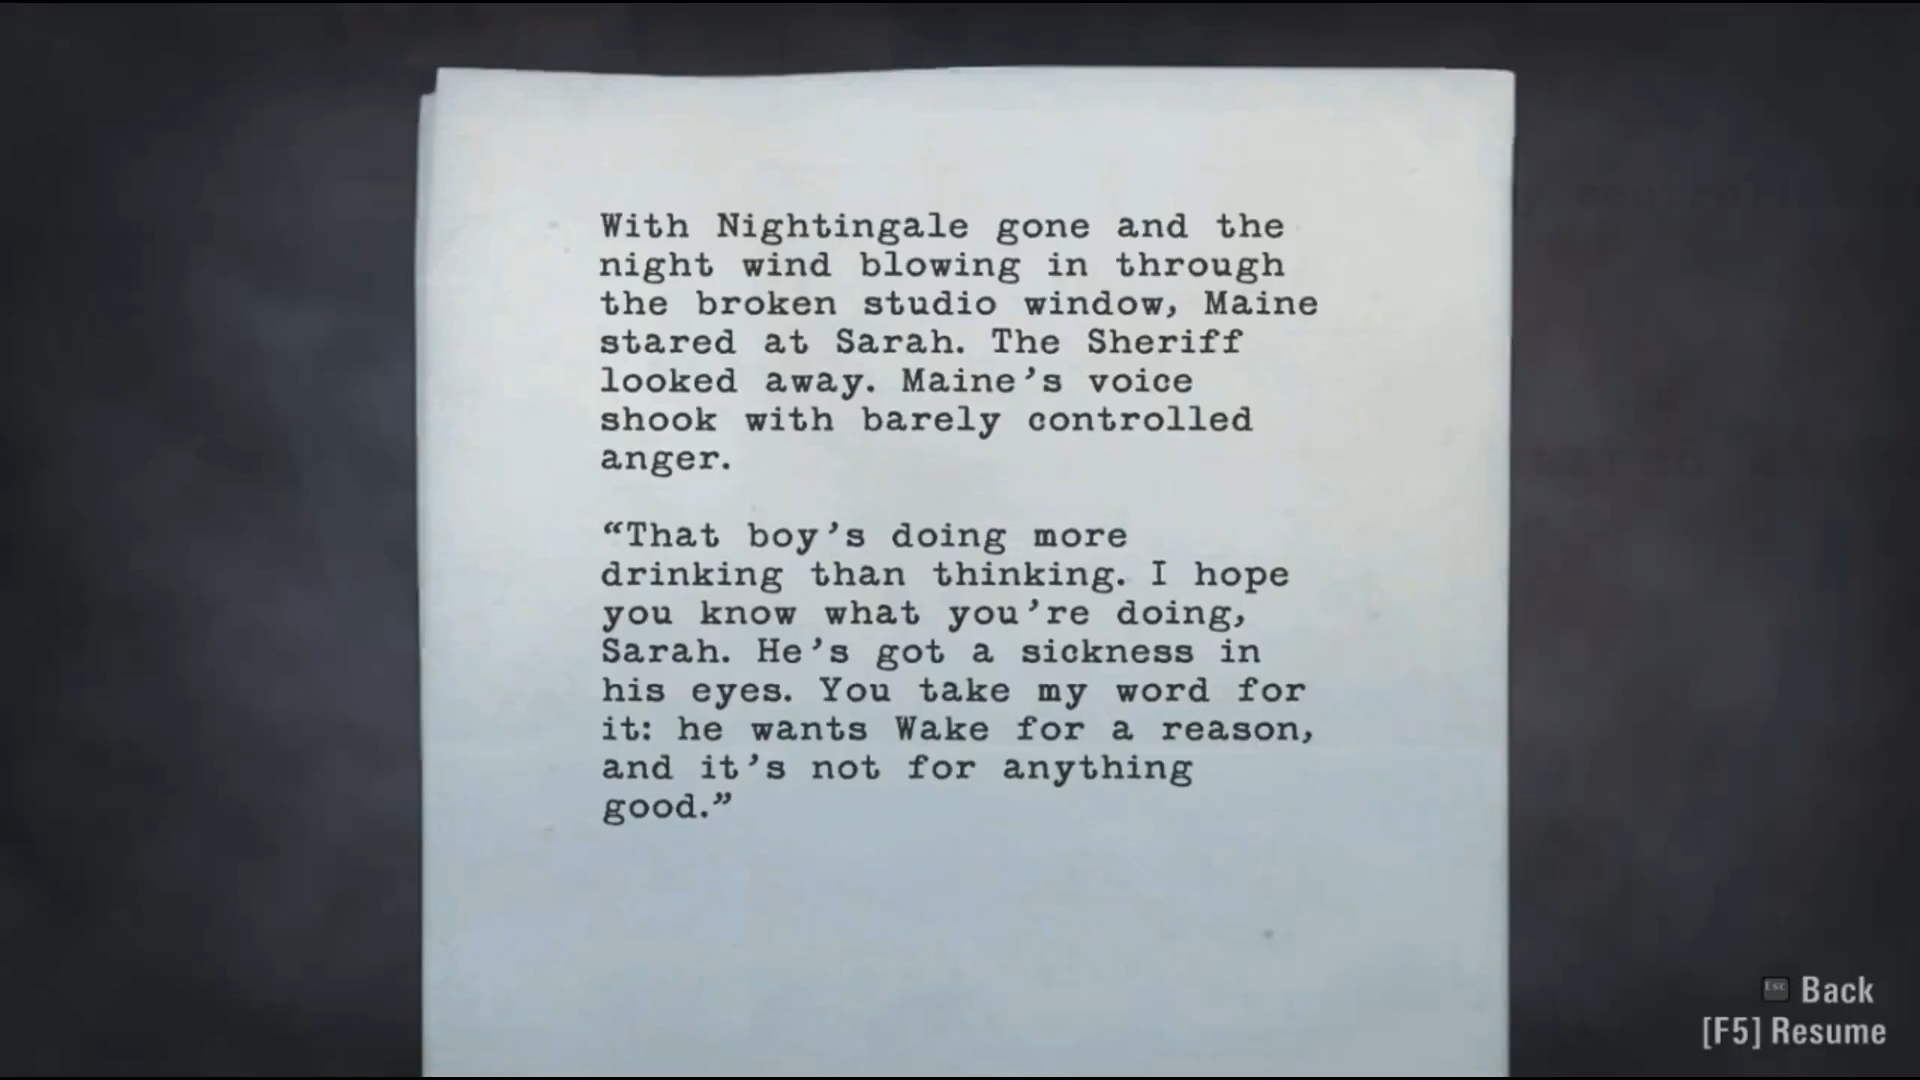 With Nightingale gone and the
night wind blowing in through
the broken studio window, Maine
stared at Sarah. The Sheriff
looked away. Maine’s voice
shook with barely controlled
anger.
“That boy’s doing more
drinking than thinking. I hope
you know what you’re doing,
Sarah. He’s got a sickness in
his eyes. You take my word for
it: he wants Wake for a reason,
and it’s not for anything
good.”
Esc Back
[F5] Resume